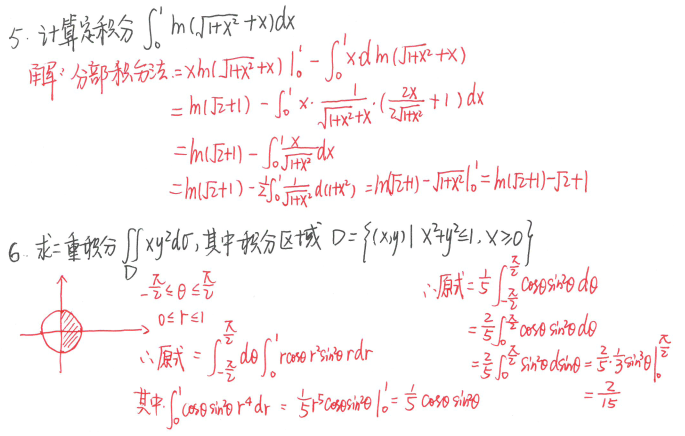 5. 计算定积分 ∫₀¹ ln(√(1+x²)+x)dx
解: 分部积分法 = xln(√(1+x²)+x)|₀¹ - ∫₀¹ x d ln(√(1+x²)+x)
= ln(√2+1) - ∫₀¹ x · 1/(√(1+x²)+x) · (2x/(2√(1+x²)) + 1) dx
= ln(√2+1) - ∫₀¹ x/√(1+x²) dx
= ln(√2+1) - ½∫₀¹ 1/√(1+x²) d(1+x²) = ln(√2+1) - √(1+x²)|₀¹ = ln(√2+1) - √2+1
6. 求二重积分 ∬_D xy²dσ, 其中积分区域 D={(x,y)| x²+y²≤1, x≥0}
-π/2 ≤ θ ≤ π/2
0 ≤ r ≤ 1
∴原式 = ∫_{-π/2}^{π/2} dθ ∫₀¹ rcosθ r²sin²θ rdr
其中 ∫₀¹ cosθ sin²θ r⁴ dr = 1/5 r⁵ cosθsin²θ |₀¹ = 1/5 cosθ sin²θ
∴原式 = 1/5 ∫_{-π/2}^{π/2} cosθ sin²θ dθ
= 2/5 ∫₀^{π/2} cosθ sin²θ dθ
= 2/5 ∫₀^{π/2} sin²θ dsinθ = 2/5 · 1/3 sin³θ |₀^{π/2}
= 2/15